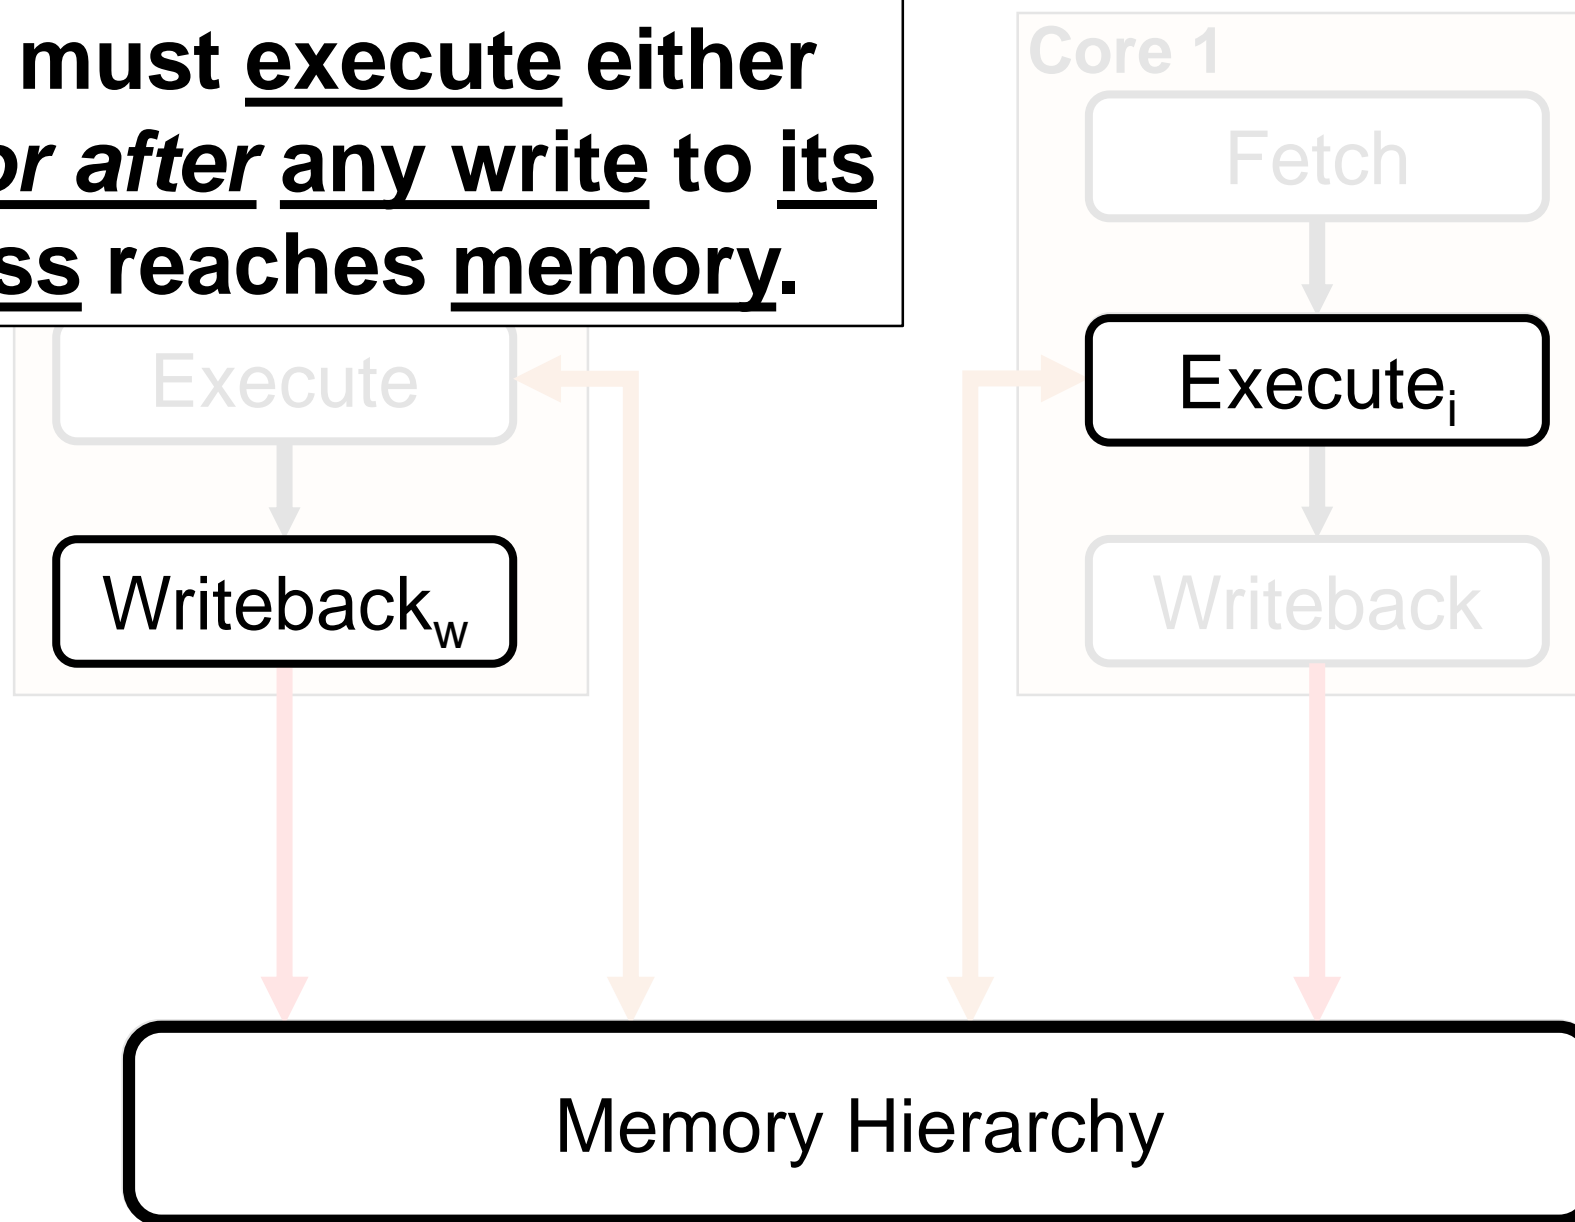 must execute either
or after any write to its
ss reaches memory.
Core 1
Fetch
Execute
Executeᵢ
Writeback_w
Writeback
Memory Hierarchy